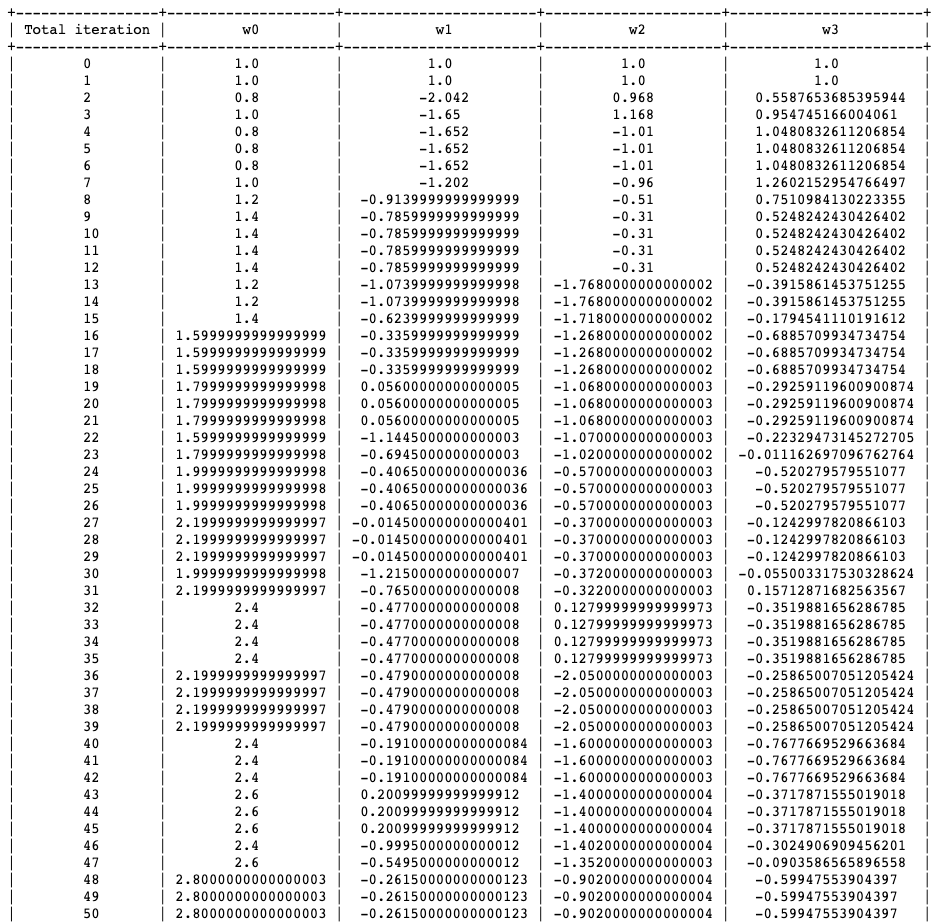 +----------------+------------------+--------------------+-------------------+--------------------+
| Total iteration | w0 | w1 | w2 | w3 |
+----------------+------------------+--------------------+-------------------+--------------------+
| 0 | 1.0 | 1.0 | 1.0 | 1.0 |
| 1 | 1.0 | 1.0 | 1.0 | 1.0 |
| 2 | 0.8 | -2.042 | 0.968 | 0.5587653685395944 |
| 3 | 1.0 | -1.65 | 1.168 | 0.954745166004061 |
| 4 | 0.8 | -1.652 | -1.01 | 1.0480832611206854 |
| 5 | 0.8 | -1.652 | -1.01 | 1.0480832611206854 |
| 6 | 0.8 | -1.652 | -1.01 | 1.0480832611206854 |
| 7 | 1.0 | -1.202 | -0.96 | 1.2602152954766497 |
| 8 | 1.2 | -0.9139999999999999 | -0.51 | 0.7510984130223355 |
| 9 | 1.4 | -0.7859999999999999 | -0.31 | 0.5248242430426402 |
| 10 | 1.4 | -0.7859999999999999 | -0.31 | 0.5248242430426402 |
| 11 | 1.4 | -0.7859999999999999 | -0.31 | 0.5248242430426402 |
| 12 | 1.4 | -0.7859999999999999 | -0.31 | 0.5248242430426402 |
| 13 | 1.2 | -1.0739999999999998 | -1.7680000000000002 | -0.3915861453751255 |
| 14 | 1.2 | -1.0739999999999998 | -1.7680000000000002 | -0.3915861453751255 |
| 15 | 1.4 | -0.6239999999999999 | -1.7180000000000002 | -0.1794541110191612 |
| 16 | 1.5999999999999999 | -0.3359999999999999 | -1.2680000000000002 | -0.6885709934734754 |
| 17 | 1.5999999999999999 | -0.3359999999999999 | -1.2680000000000002 | -0.6885709934734754 |
| 18 | 1.5999999999999999 | -0.3359999999999999 | -1.2680000000000002 | -0.6885709934734754 |
| 19 | 1.7999999999999998 | 0.056000000000000105 | -1.0680000000000003 | -0.29259119600900874 |
| 20 | 1.7999999999999998 | 0.05600000000000005 | -1.0680000000000003 | -0.29259119600900874 |
| 21 | 1.7999999999999998 | 0.05600000000000005 | -1.0680000000000003 | -0.29259119600900874 |
| 22 | 1.5999999999999999 | -1.1445000000000003 | -1.0700000000000003 | -0.22329473145272705 |
| 23 | 1.7999999999999998 | -0.6945000000000003 | -1.0200000000000002 | -0.011162697096762764 |
| 24 | 1.9999999999999998 | -0.40650000000000036 | -0.5700000000000003 | -0.520279579551077 |
| 25 | 1.9999999999999998 | -0.40650000000000036 | -0.5700000000000003 | -0.520279579551077 |
| 26 | 1.9999999999999998 | -0.40650000000000036 | -0.5700000000000003 | -0.520279579551077 |
| 27 | 2.1999999999999997 | -0.014500000000000401 | -0.3700000000000003 | -0.1242997820866103 |
| 28 | 2.1999999999999997 | -0.014500000000000401 | -0.3700000000000003 | -0.1242997820866103 |
| 29 | 2.1999999999999997 | -0.014500000000000401 | -0.3700000000000003 | -0.1242997820866103 |
| 30 | 1.9999999999999998 | -1.2150000000000007 | -0.3720000000000003 | -0.055003317530328624 |
| 31 | 2.1999999999999997 | -0.7650000000000008 | -0.3220000000000003 | 0.15712871682563567 |
| 32 | 2.4 | -0.4770000000000008 | 0.12799999999999973 | -0.3519881656286785 |
| 33 | 2.4 | -0.4770000000000008 | 0.12799999999999973 | -0.3519881656286785 |
| 34 | 2.4 | -0.4770000000000008 | 0.12799999999999973 | -0.3519881656286785 |
| 35 | 2.4 | -0.4770000000000008 | 0.12799999999999973 | -0.3519881656286785 |
| 36 | 2.1999999999999997 | -0.4790000000000008 | -2.0500000000000003 | -0.25865007051205424 |
| 37 | 2.1999999999999997 | -0.4790000000000008 | -2.0500000000000003 | -0.25865007051205424 |
| 38 | 2.1999999999999997 | -0.4790000000000008 | -2.0500000000000003 | -0.25865007051205424 |
| 39 | 2.1999999999999997 | -0.4790000000000008 | -2.0500000000000003 | -0.25865007051205424 |
| 40 | 2.4 | -0.19100000000000084 | -1.6000000000000003 | -0.7677669529663684 |
| 41 | 2.4 | -0.19100000000000084 | -1.6000000000000003 | -0.7677669529663684 |
| 42 | 2.4 | -0.19100000000000084 | -1.6000000000000003 | -0.7677669529663684 |
| 43 | 2.6 | 0.20099999999999912 | -1.4000000000000004 | -0.3717871555019018 |
| 44 | 2.6 | 0.20099999999999912 | -1.4000000000000004 | -0.3717871555019018 |
| 45 | 2.6 | 0.20099999999999912 | -1.4000000000000004 | -0.3717871555019018 |
| 46 | 2.4 | -0.9995000000000012 | -1.4020000000000004 | -0.3024906909456201 |
| 47 | 2.6 | -0.5495000000000012 | -1.3520000000000003 | -0.0903586565896558 |
| 48 | 2.8000000000000003 | -0.26150000000000123 | -0.9020000000000004 | -0.59947553904397 |
| 49 | 2.8000000000000003 | -0.26150000000000123 | -0.9020000000000004 | -0.59947553904397 |
| 50 | 2.8000000000000003 | -0.26150000000000123 | -0.9020000000000004 | -0.59947553904397 |